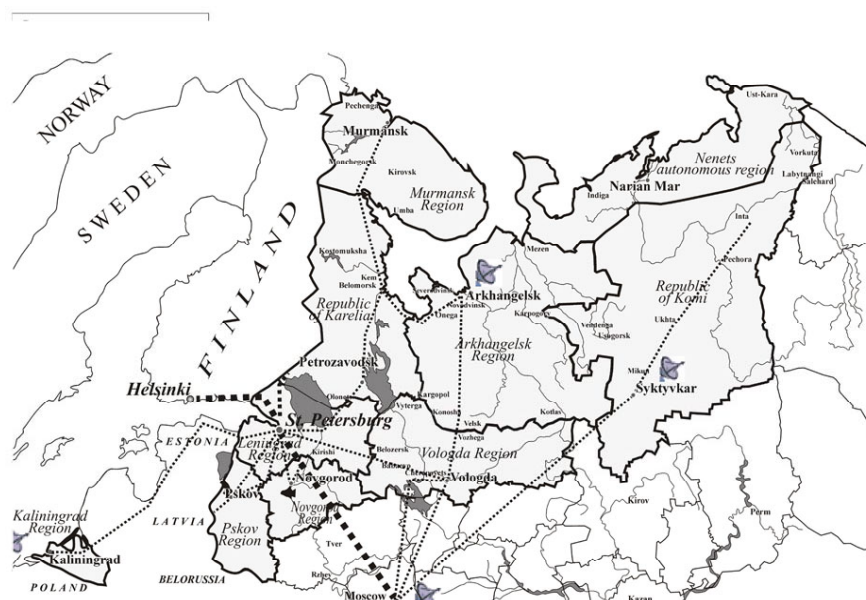 NORWAY
SWEDEN
FINLAND
Pechenga
Murmansk
Monchegorsk
Kirovsk
Murmansk
Region
Umba
Ust-Kara
Nenets
autonomous region
Vorkuta
Labytnangi
Salehard
Narian Mar
Indiga
Inta
Mezen
Pechora
Kostomuksha
Kem
Belomorsk
Republic
of Karelia
Severodvinsk
Arkhangelsk
Novodvinsk
Onega
Karpogory
Republic
of Komi
Vendenga
Usogorsk
Ukhta
Arkhangelsk
Region
Petrozavodsk
Mikun
Syktyvkar
Helsinki
Olonets
Kargopol
Vyterga
Konosha
Kotlas
St. Petersburg
Velsk
Vozhega
ESTONIA
Leningrad
Region
Kirishi
Belozersk
Vologda Region
Babaevo
Cherepovets
Vologda
Novgorod
Pskov
Novgorod
Region
Kaliningrad
Region
LATVIA
Pskov
Region
Kirov
Perm
Tver
Kaliningrad
POLAND
BELORUSSIA
Rzhev
Moscow
Kazan